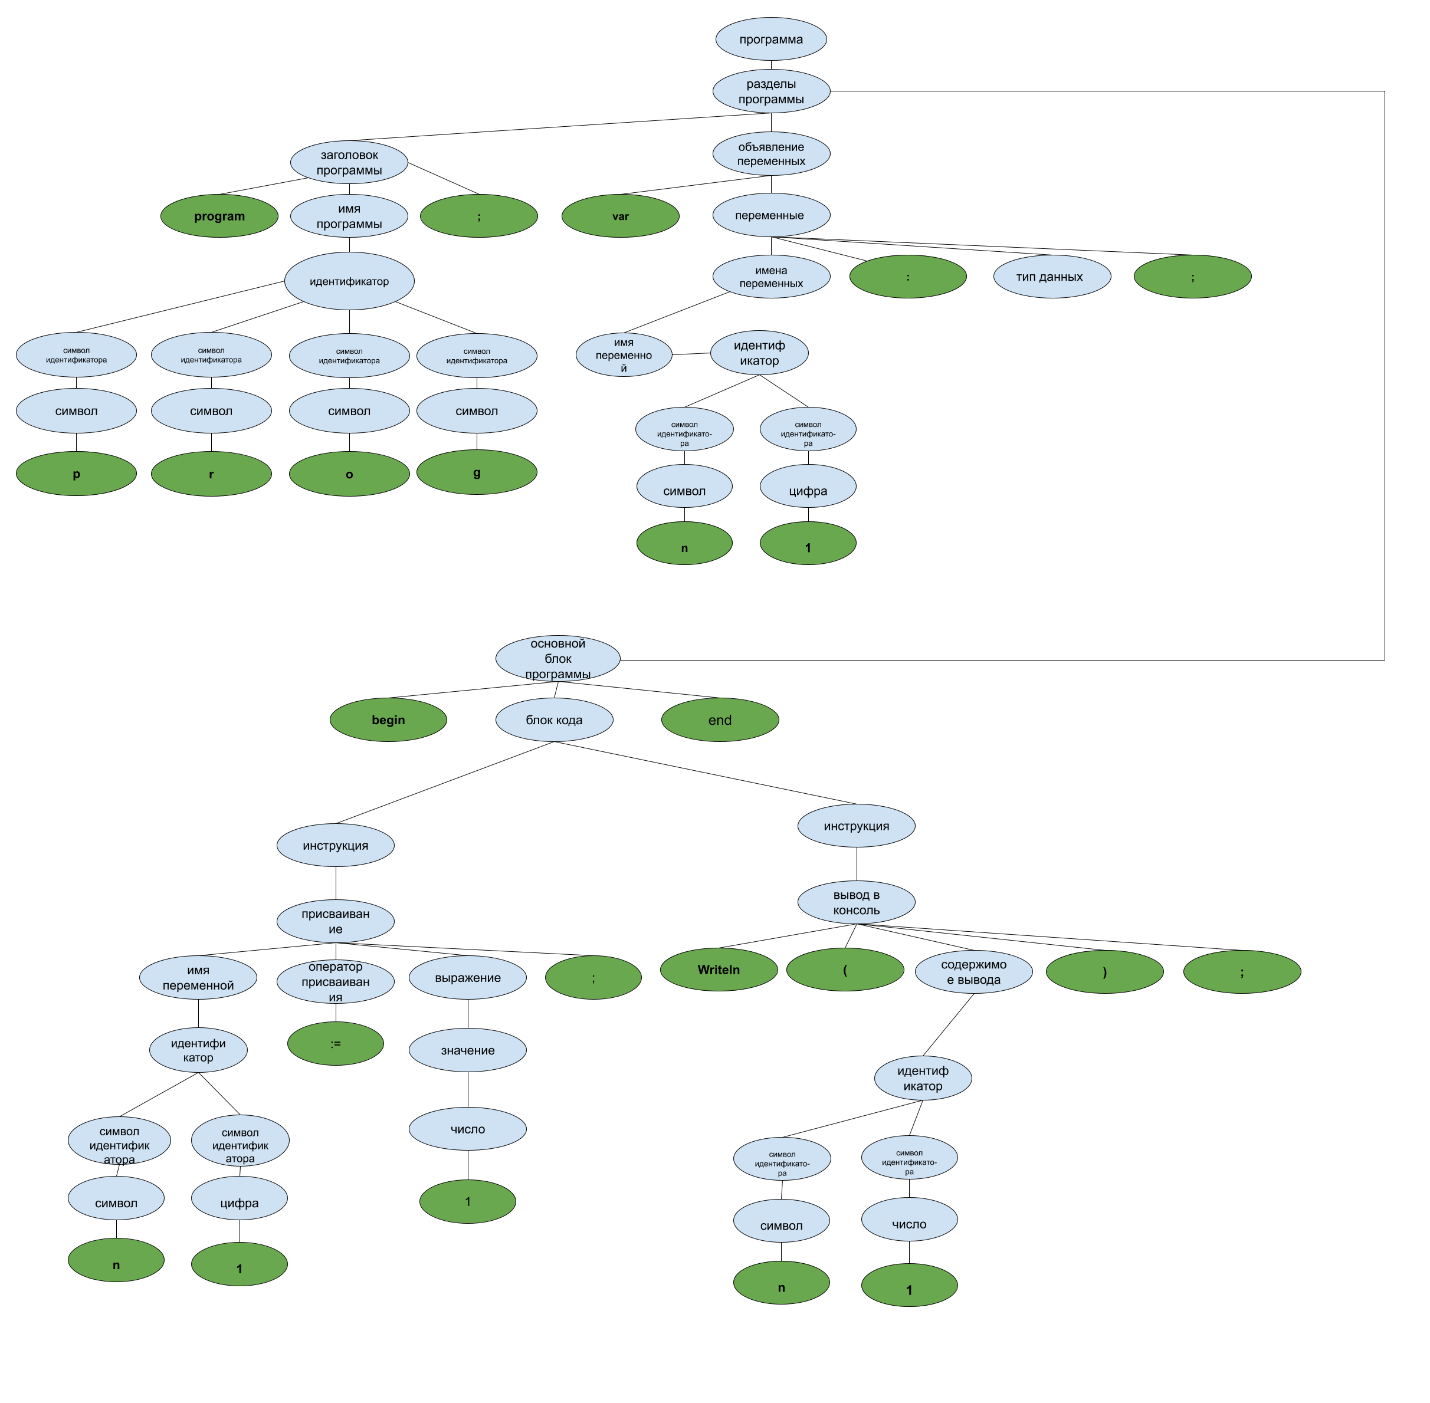 программа
разделы
программы
заголовок
программы
объявление
переменных
program
имя
программы
;
var
переменные
идентификатор
имена
переменных
:
тип данных
;
символ
идентификатора
символ
идентификатора
символ
идентификатора
символ
идентификатора
имя
переменно
й
идентиф
икатор
символ
символ
символ
символ
символ
идентификато-
ра
символ
идентификато-
ра
p
r
o
g
символ
цифра
n
1
основной
блок
программы
begin
блок кода
end
инструкция
инструкция
присваиван
ие
вывод в
консоль
имя
переменной
оператор
присваиван
ия
выражение
;
Writeln
(
содержимо
е вывода
)
;
идентифи
катор
:=
значение
идентиф
икатор
символ
идентифик
атора
символ
идентифик
атора
число
символ
идентификато-
ра
символ
идентификато-
ра
символ
цифра
1
символ
число
n
1
n
1